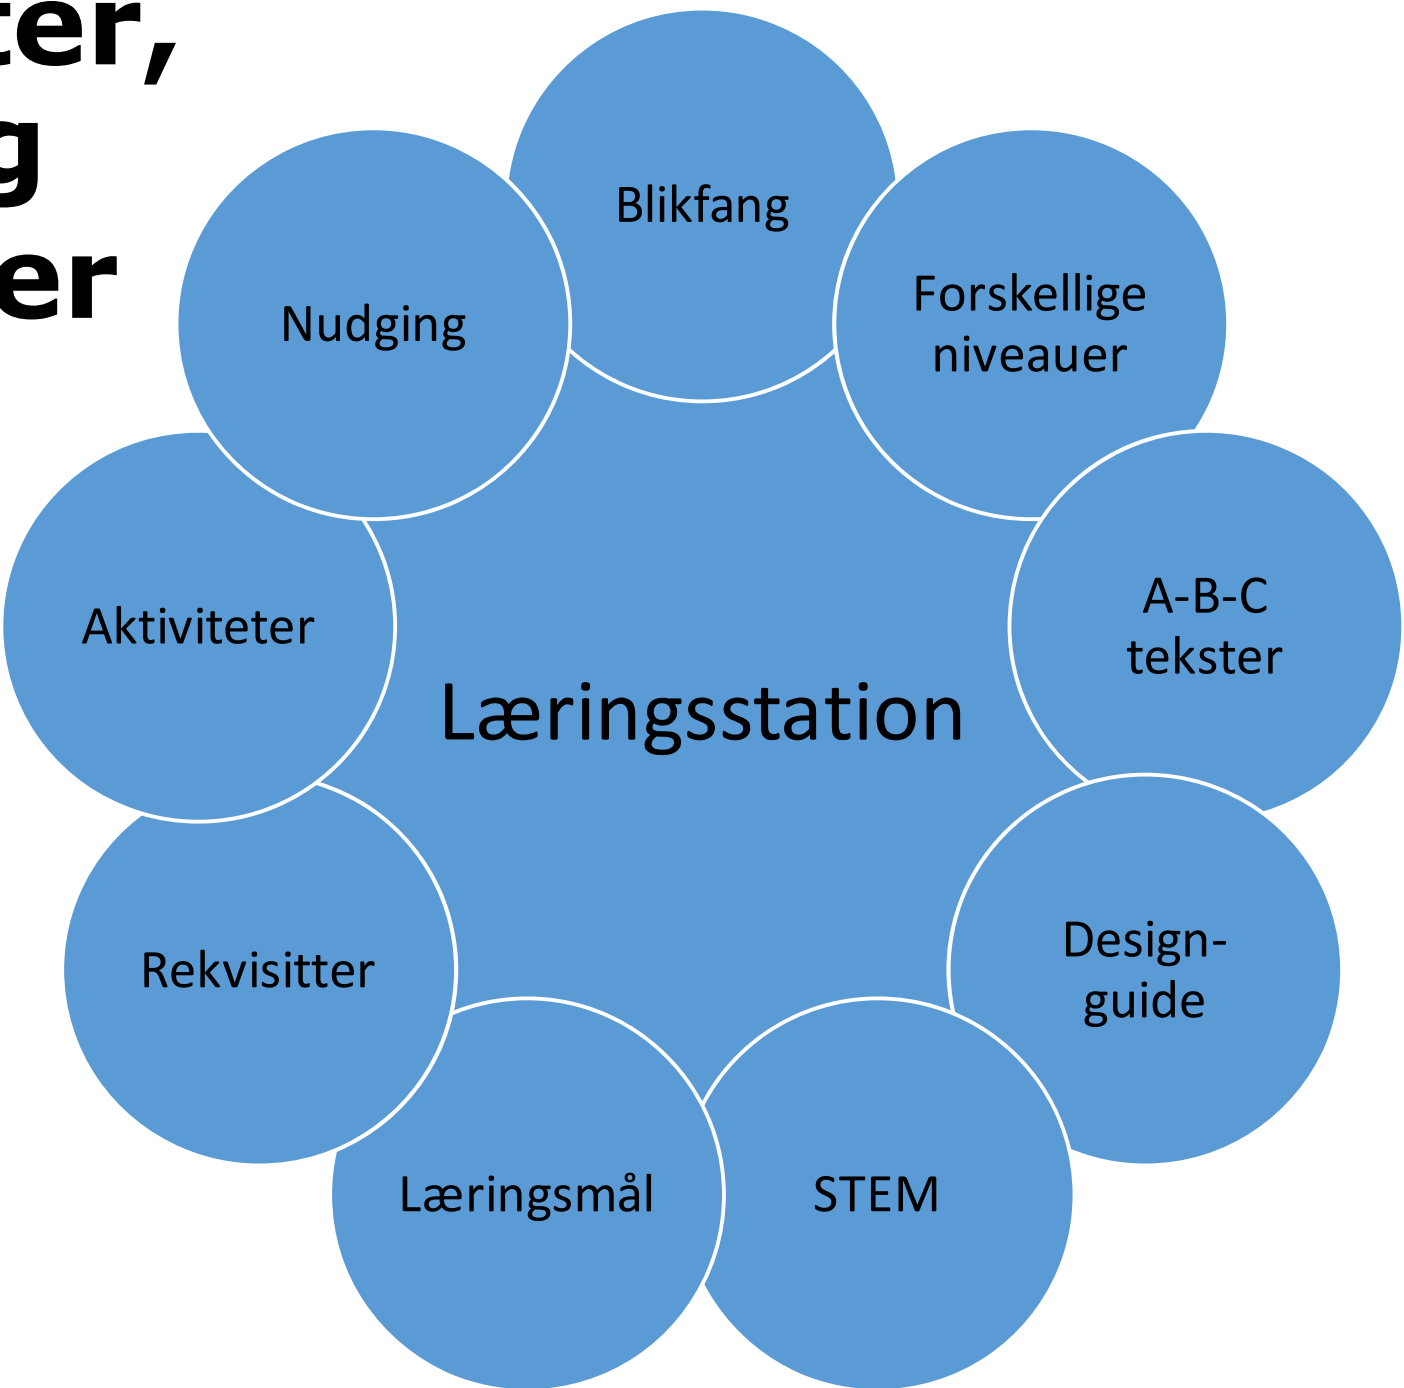 ter,
g
er
Blikfang
Forskellige
niveauer
A-B-C
tekster
Design-
guide
STEM
Læringsmål
Rekvisitter
Aktiviteter
Nudging
Læringsstation